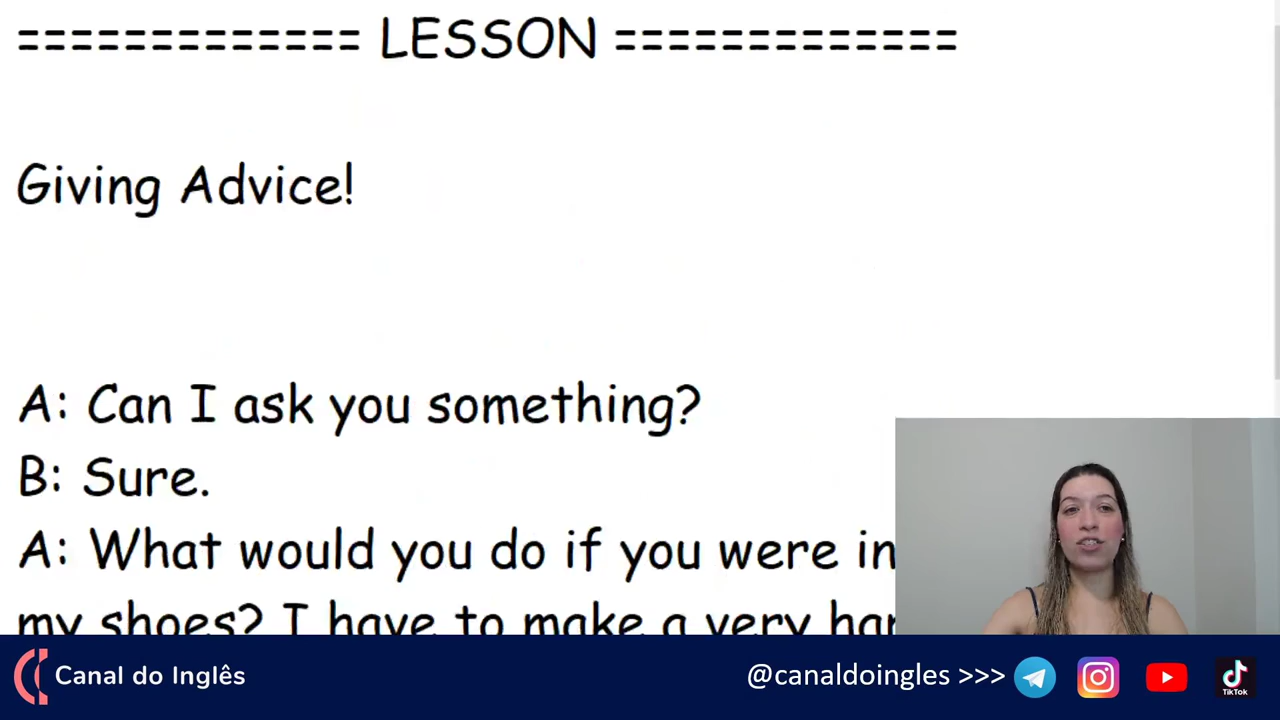 ============= LESSON =============
Giving Advice!
A: Can I ask you something?
B: Sure.
A: What would you do if you were in
my shoes? I have to make a very
Canal do Inglês
@canaldoingles >>>
TikTok